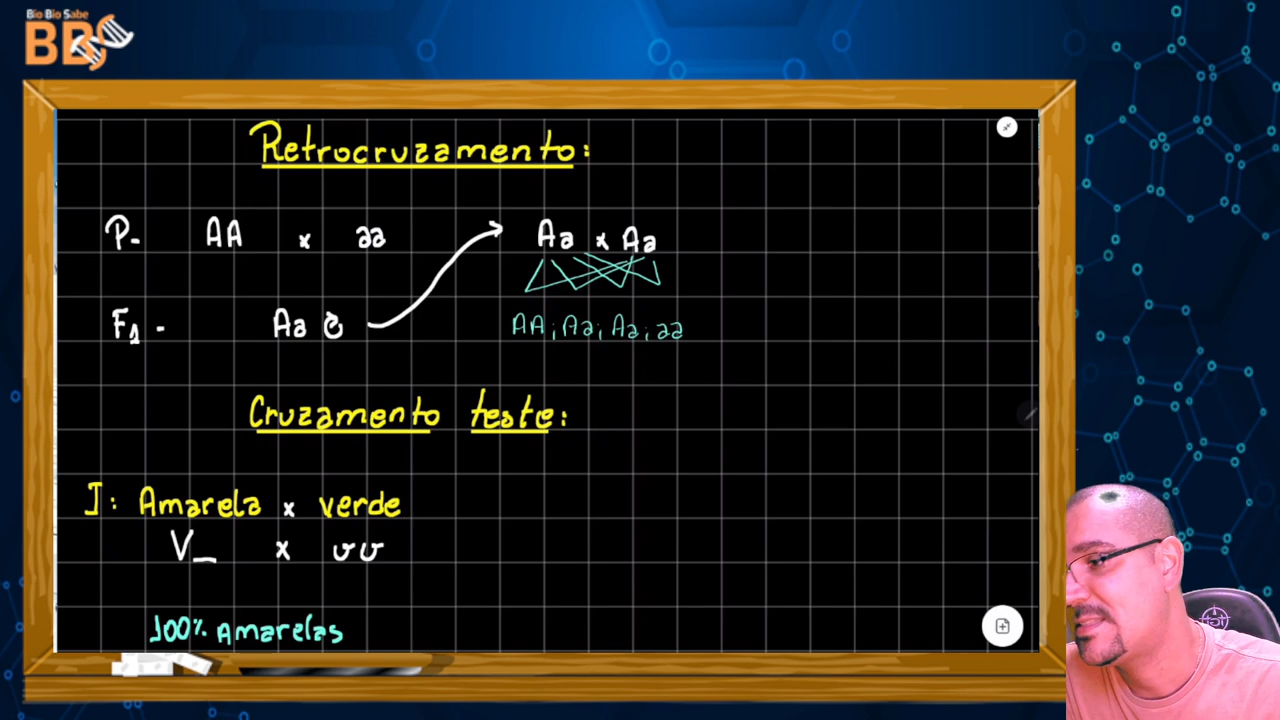 Bio Bio Sabe
BBS
Retrocruzamento:
P- AA x aa Aa x Aa
F1 - Aa
AA; Aa; Aa; aa
Cruzamento teste:
I: Amarela x verde
V_ x vv
100% Amarelas